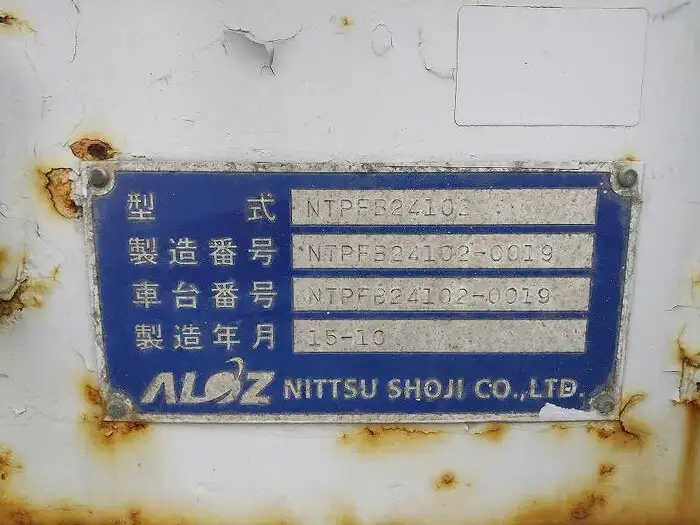 型式 NTPFB24102
製造番号 NTPFB24102-0019
車台番号 NTPFB24102-0019
製造年月 15-10
ALOZ NITTSU SHOJI CO.,LTD.